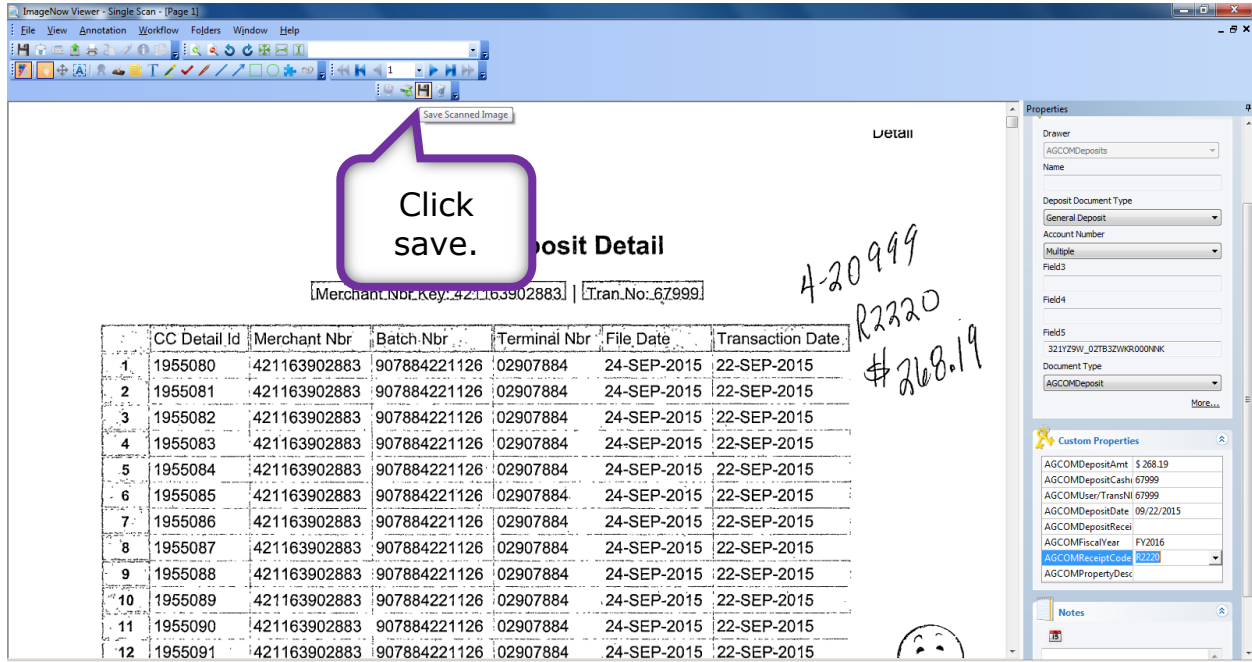 ImageNow Viewer - Single Scan - [Page 1]
File View Annotation Workflow Folders Window Help
1
Save Scanned Image
Click
save.
Detail
posit Detail
Merchant Nbr Key: 421163902883 | Tran No: 67999
4-20999
R2220
$268.19
CC Detail Id Merchant Nbr Batch Nbr Terminal Nbr File Date Transaction Date
1 1955080 421163902883 907884221126 02907884 24-SEP-2015 22-SEP-2015
2 1955081 421163902883 907884221126 02907884 24-SEP-2015 22-SEP-2015
3 1955082 421163902883 907884221126 02907884 24-SEP-2015 22-SEP-2015
4 1955083 421163902883 907884221126 02907884 24-SEP-2015 22-SEP-2015
5 1955084 421163902883 907884221126 02907884 24-SEP-2015 22-SEP-2015
6 1955085 421163902883 907884221126 02907884 24-SEP-2015 22-SEP-2015
7 1955086 421163902883 907884221126 02907884 24-SEP-2015 22-SEP-2015
8 1955087 421163902883 907884221126 02907884 24-SEP-2015 22-SEP-2015
9 1955088 421163902883 907884221126 02907884 24-SEP-2015 22-SEP-2015
10 1955089 421163902883 907884221126 02907884 24-SEP-2015 22-SEP-2015
11 1955090 421163902883 907884221126 02907884 24-SEP-2015 22-SEP-2015
12 1955091 421163902883 907884221126 02907884 24-SEP-2015 22-SEP-2015
Properties
Drawer
AGCOMDeposits
Name
Deposit Document Type
General Deposit
Account Number
Multiple
Field3
Field4
Field5
321YZ9W_02TB3ZWKR000NNK
Document Type
AGCOMDeposit
More...
Custom Properties
AGCOMDepositAmt $ 268.19
AGCOMDepositCashi 67999
AGCOMUser/TransNl 67999
AGCOMDepositDate 09/22/2015
AGCOMDepositRecei
AGCOMFiscalYear FY2016
AGCOMReceiptCode R2220
AGCOMPropertyDesc
Notes